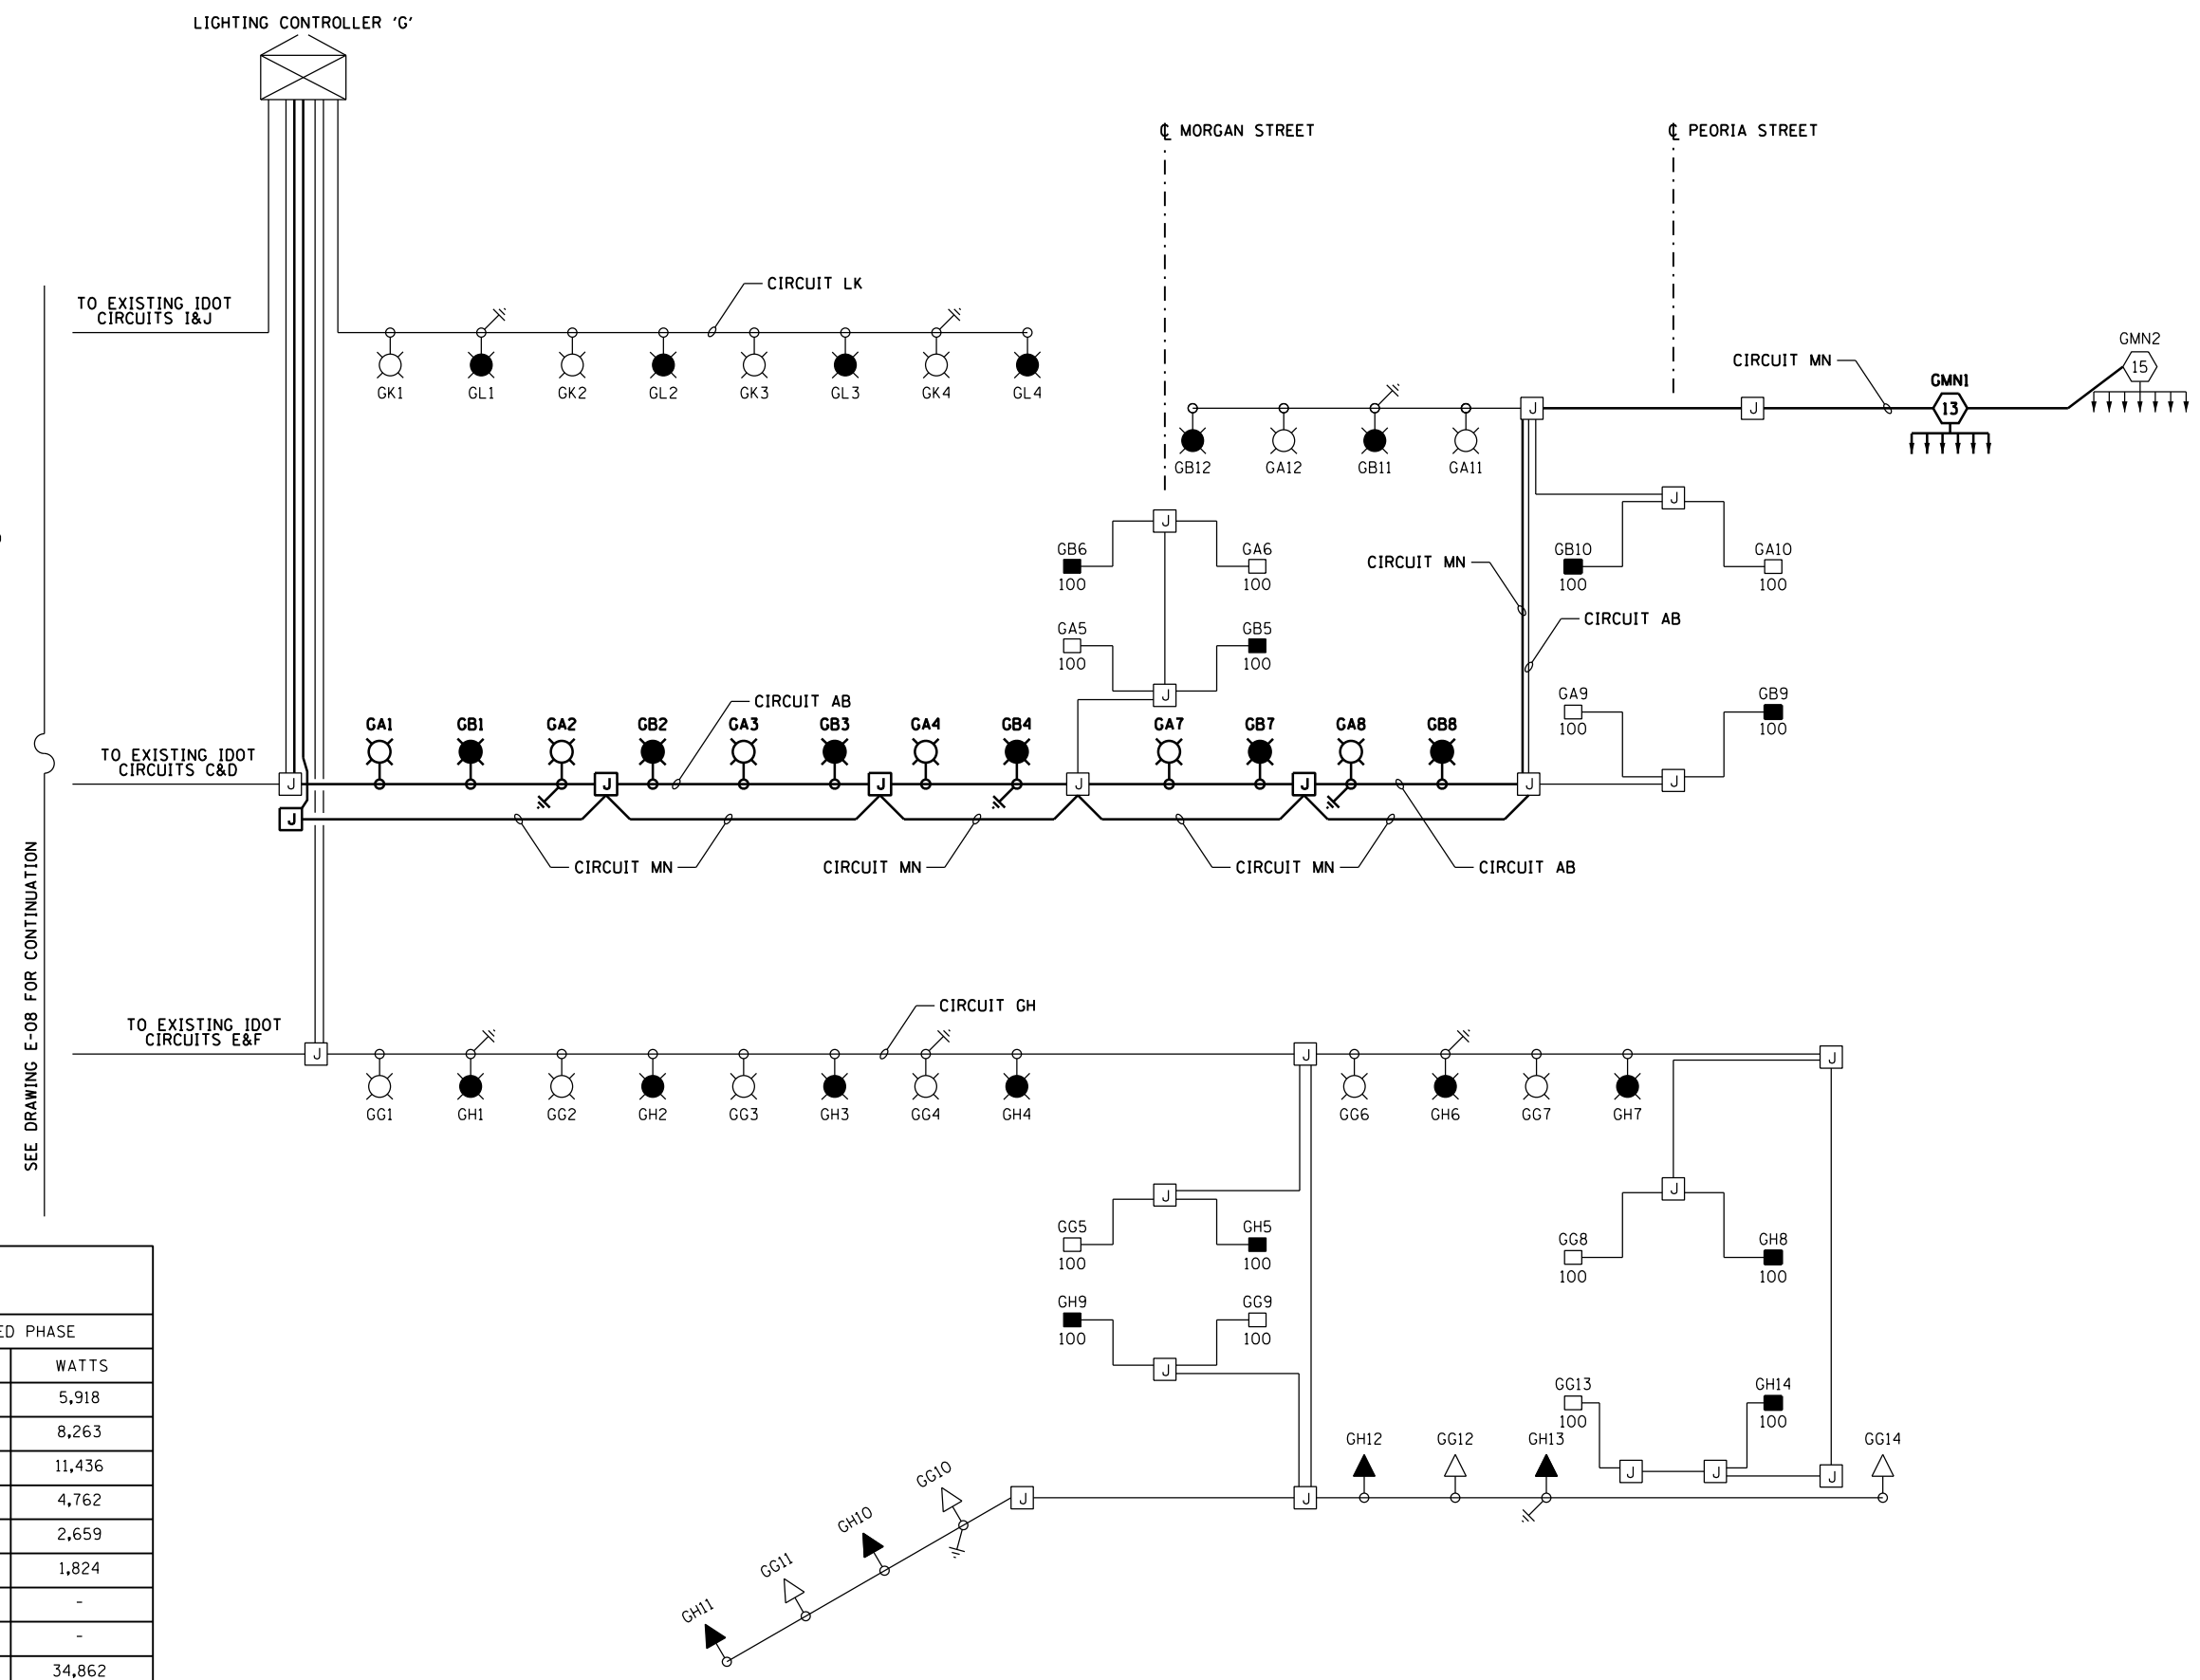 LIGHTING CONTROLLER 'G'
℄ MORGAN STREET
℄ PEORIA STREET
CIRCUIT LK
TO EXISTING IDOT
CIRCUITS I&J
GK1
GL1
GK2
GL2
GK3
GL3
GK4
GL4
CIRCUIT MN
GMN1
13
GMN2
15
J
J
GB12
GA12
GB11
GA11
J
J
GB6
100
GA6
100
CIRCUIT MN
GB10
100
GA10
100
CIRCUIT AB
GA5
100
GB5
100
J
GA9
100
GB9
100
CIRCUIT AB
GA1
GB1
GA2
GB2
GA3
GB3
GA4
GB4
GA7
GB7
GA8
GB8
TO EXISTING IDOT
CIRCUITS C&D
J
J
J
J
J
J
J
J
CIRCUIT MN
CIRCUIT MN
CIRCUIT MN
CIRCUIT AB
SEE DRAWING E-08 FOR CONTINUATION
CIRCUIT GH
TO EXISTING IDOT
CIRCUITS E&F
J
J
J
GG1
GH1
GG2
GH2
GG3
GH3
GG4
GH4
GG6
GH6
GG7
GH7
J
J
GG5
100
GH5
100
GG8
100
GH8
100
GH9
100
GG9
100
J
GG13
100
GH14
100
GH12
GG12
GH13
GG14
J
J
J
J
J
GG10
GH10
GG11
GH11
ED PHASE
WATTS
5,918
8,263
11,436
4,762
2,659
1,824
-
-
34,862